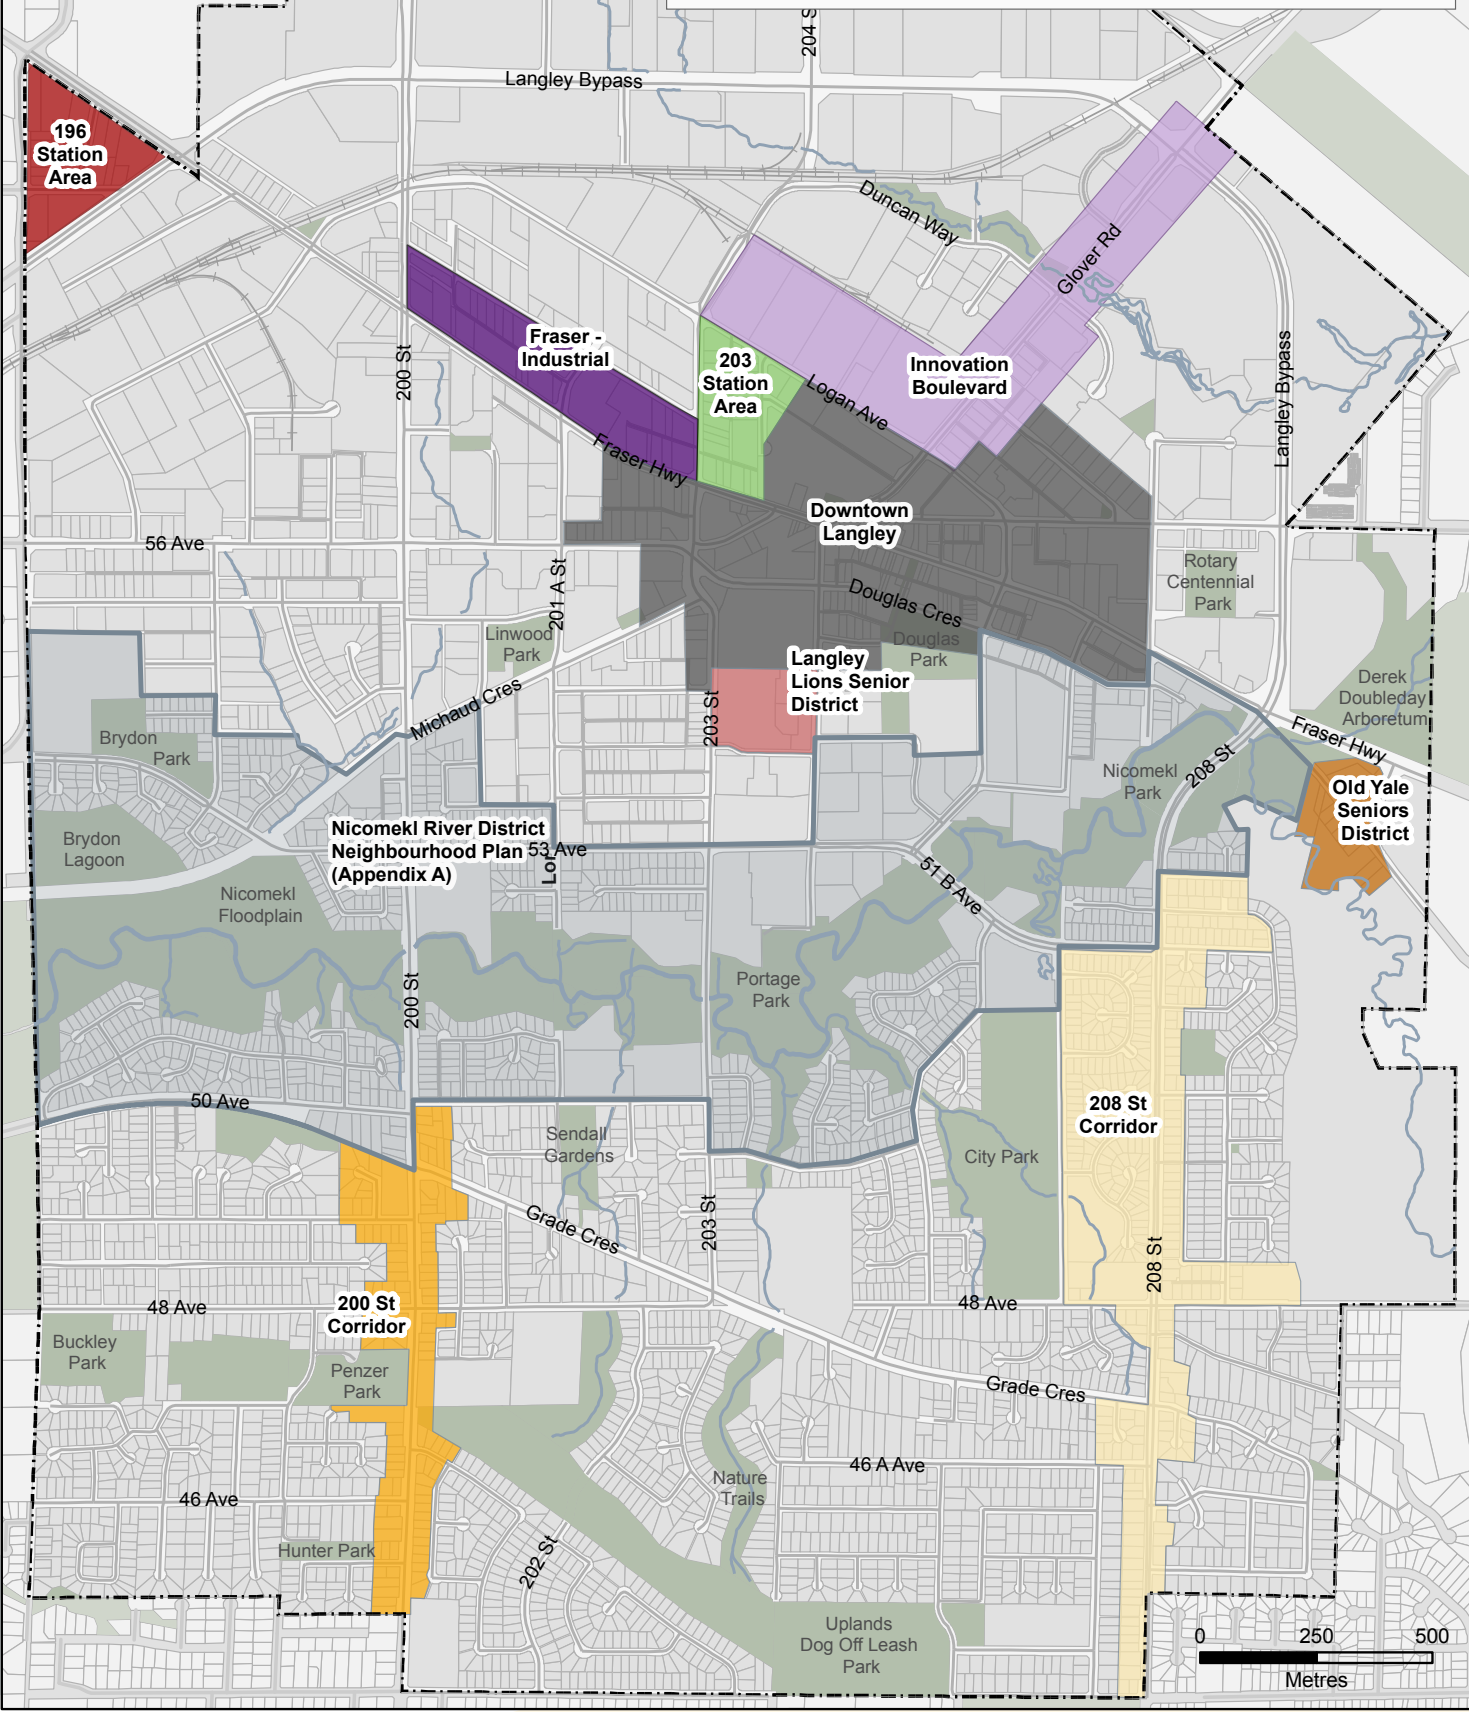 204 S
Langley Bypass
196
Station
Area
Duncan Way
Glover Rd
Fraser -
Industrial
200 St
203
Station
Area
Logan Ave
Innovation
Boulevard
Langley Bypass
Fraser Hwy
Downtown
Langley
56 Ave
201 A St
Rotary
Centennial
Park
Douglas Cres
Linwood
Park
Douglas
Park
Langley
Lions Senior
District
Derek
Doubleday
Arboretum
Michaud Cres
203 St
Brydon
Park
Fraser Hwy
208 St
Nicomekl
Park
Old Yale
Seniors
District
Brydon
Lagoon
Nicomekl River District
Neighbourhood Plan
(Appendix A)
53 Ave
Lor
51 B Ave
Nicomekl
Floodplain
200 St
Portage
Park
50 Ave
208 St
Corridor
Sendall
Gardens
City Park
Grade Cres
203 St
208 St
48 Ave
200 St
Corridor
48 Ave
Buckley
Park
Penzer
Park
Grade Cres
46 A Ave
Nature
Trails
46 Ave
Hunter Park
202 St
Uplands
Dog Off Leash
Park
0 250 500
Metres